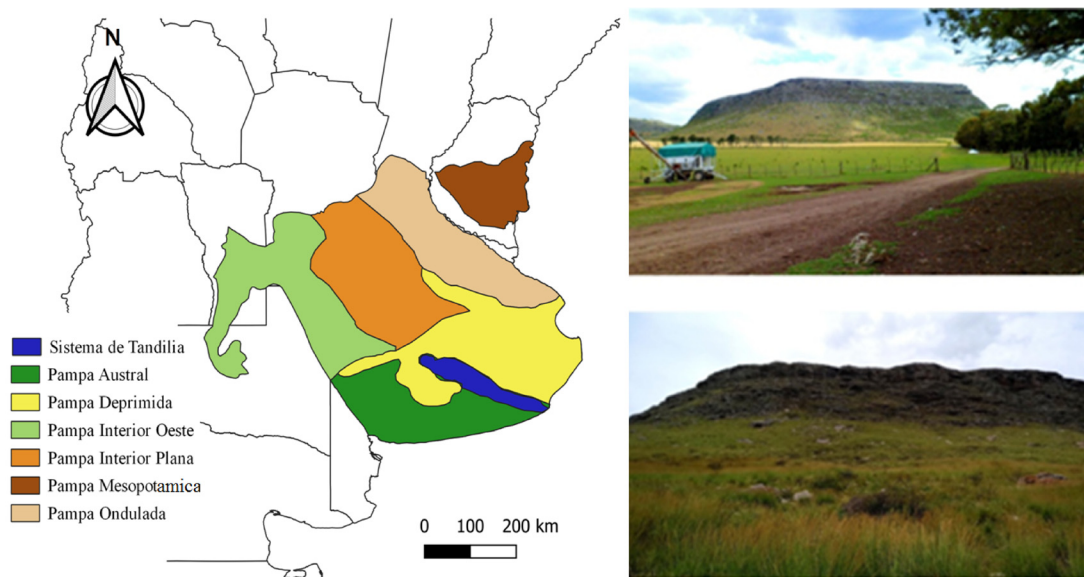 N
Sistema de Tandilia
Pampa Austral
Pampa Deprimida
Pampa Interior Oeste
Pampa Interior Plana
Pampa Mesopotamica
Pampa Ondulada
0 100 200 km